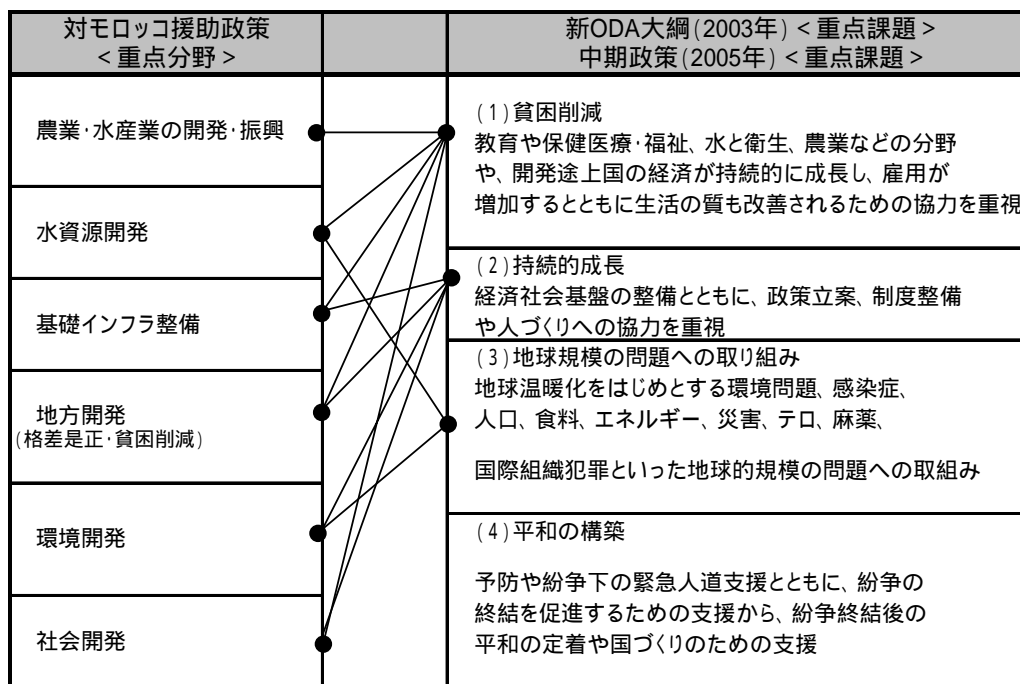 対モロッコ援助政策
<重点分野>
新ODA大綱(2003年)<重点課題>
中期政策(2005年)<重点課題>
農業・水産業の開発・振興
水資源開発
基礎インフラ整備
地方開発
(格差是正・貧困削減)
環境開発
社会開発
(1)貧困削減
教育や保健医療・福祉、水と衛生、農業などの分野
や、開発途上国の経済が持続的に成長し、雇用が
増加するとともに生活の質も改善されるための協力を重視
(2)持続的成長
経済社会基盤の整備とともに、政策立案、制度整備
や人づくりへの協力を重視
(3)地球規模の問題への取り組み
地球温暖化をはじめとする環境問題、感染症、
人口、食料、エネルギー、災害、テロ、麻薬、
国際組織犯罪といった地球的規模の問題への取組み
(4)平和の構築
予防や紛争下の緊急人道支援とともに、紛争の
終結を促進するための支援から、紛争終結後の
平和の定着や国づくりのための支援